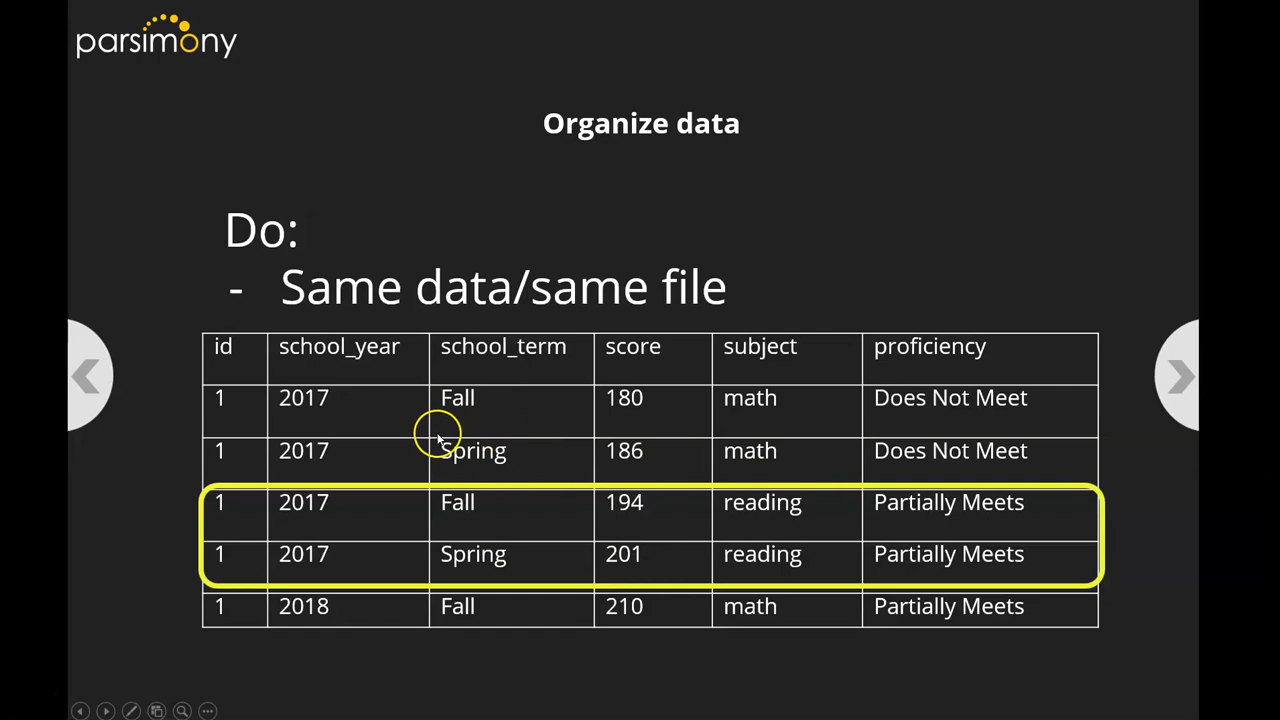 parsimony
Organize data
Do:
- Same data/same file
id school_year school_term score subject proficiency
1 2017 Fall 180 math Does Not Meet
1 2017 Spring 186 math Does Not Meet
1 2017 Fall 194 reading Partially Meets
1 2017 Spring 201 reading Partially Meets
1 2018 Fall 210 math Partially Meets